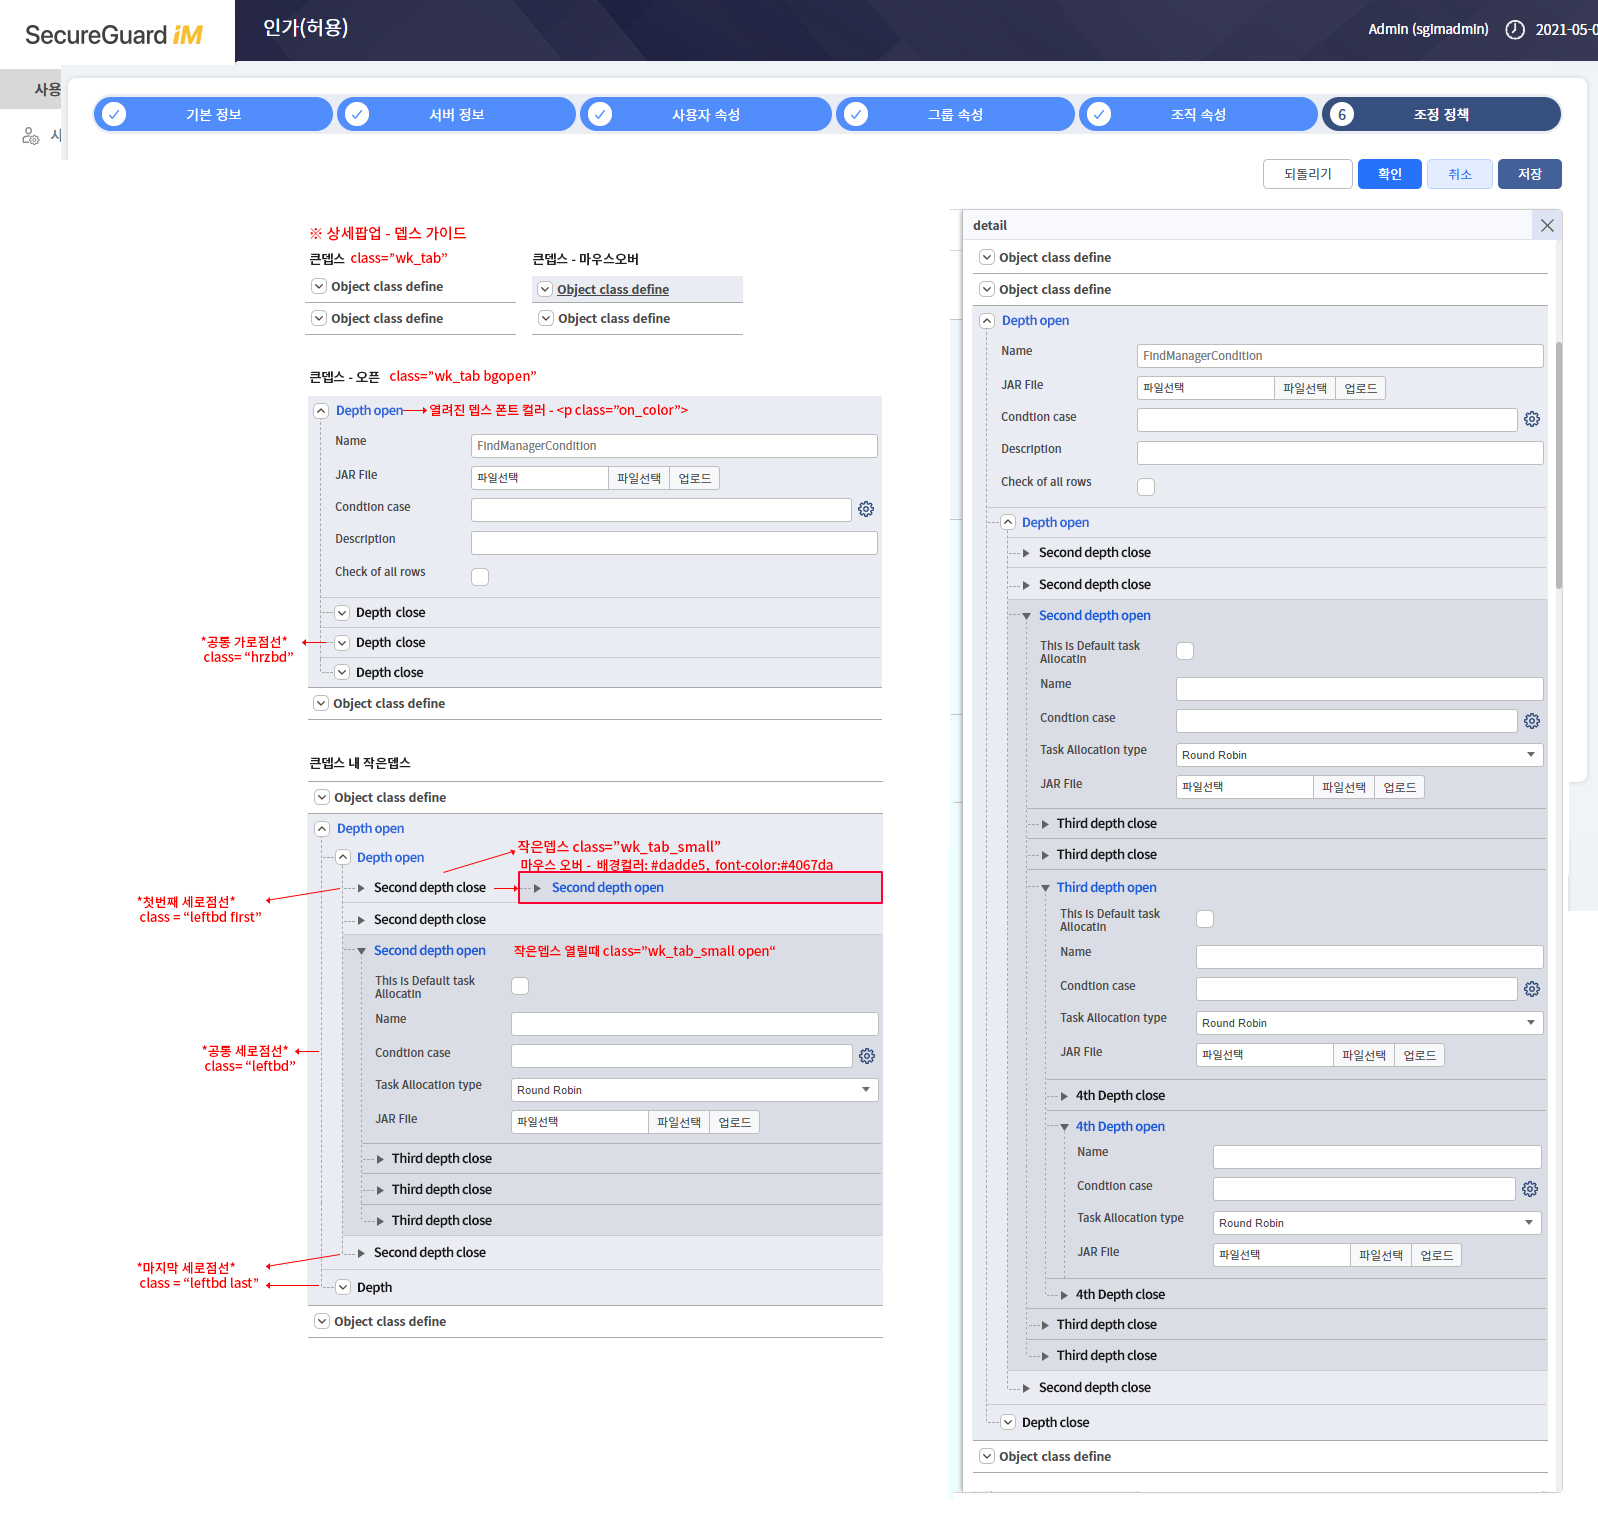 SecureGuard iM
인가(허용)
Admin (sgimadmin)
2021-05-0
사용
사
기본 정보
서버 정보
사용자 속성
그룹 속성
조직 속성
6
조정 정책
되돌리기
확인
취소
저장
※ 상세팝업 - 뎁스 가이드
큰뎁스 class="wk_tab"
Object class define
Object class define
큰뎁스 - 마우스오버
Object class define
Object class define
큰뎁스 - 오픈 class="wk_tab bgopen"
Depth open 열려진 뎁스 폰트 컬러 - <p class="on_color">
Name
FindManagerCondition
JAR File
파일선택 파일선택 업로드
Condtion case
Description
Check of all rows
Depth close
*공통 가로점선*
class= "hrzbd"
Depth close
Depth close
Object class define
큰뎁스 내 작은뎁스
Object class define
Depth open
Depth open
작은뎁스 class="wk_tab_small"
마우스 오버 - 배경컬러: #dadde5, font-color:#4067da
Second depth close
Second depth open
*첫번째 세로점선*
class = "leftbd first"
Second depth close
Second depth open 작은뎁스 열릴때 class="wk_tab_small open"
This is Default task
Allocatin
Name
*공통 세로점선*
class= "leftbd"
Condtion case
Task Allocation type
Round Robin
JAR File
파일선택 파일선택 업로드
Third depth close
Third depth close
Third depth close
Second depth close
*마지막 세로점선*
class = "leftbd last"
Depth
Object class define
detail
Object class define
Object class define
Depth open
Name
FindManagerCondition
JAR File
파일선택 파일선택 업로드
Condtion case
Description
Check of all rows
Depth open
Second depth close
Second depth close
Second depth open
This is Default task
Allocatin
Name
Condtion case
Task Allocation type
Round Robin
JAR File
파일선택 파일선택 업로드
Third depth close
Third depth close
Third depth open
This is Default task
Allocatin
Name
Condtion case
Task Allocation type
Round Robin
JAR File
파일선택 파일선택 업로드
4th Depth close
4th Depth open
Name
Condtion case
Task Allocation type
Round Robin
JAR File
파일선택 파일선택 업로드
4th Depth close
Third depth close
Third depth close
Second depth close
Depth close
Object class define